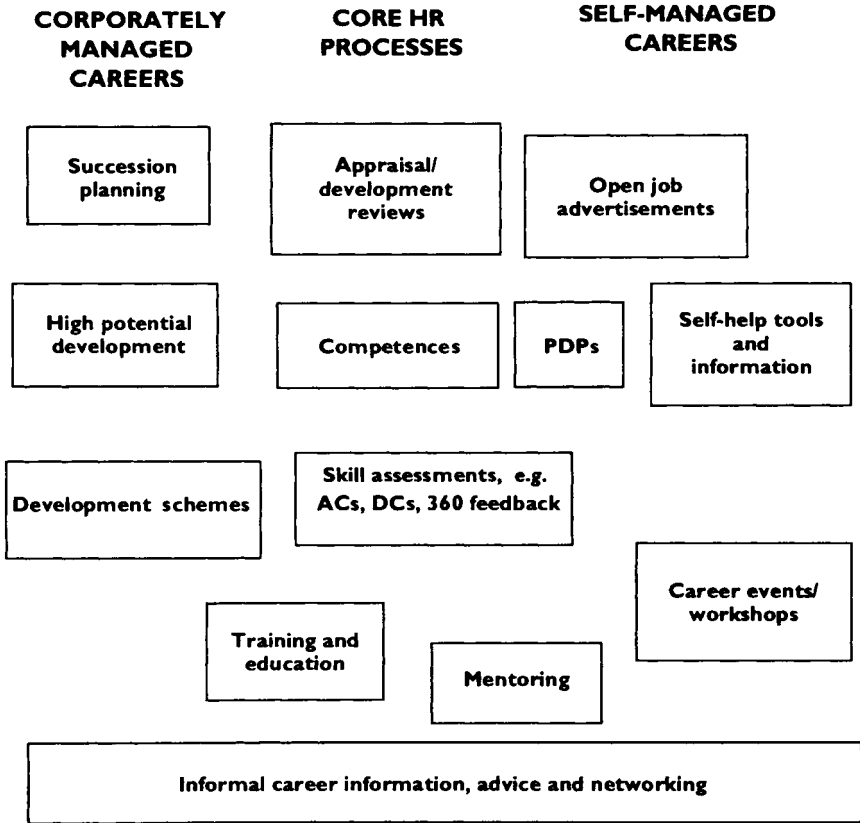 CORPORATELY
MANAGED
CAREERS
CORE HR
PROCESSES
SELF-MANAGED
CAREERS
Succession
planning
Appraisal/
development
reviews
Open job
advertisements
High potential
development
Competences
PDPs
Self-help tools
and
information
Development schemes
Skill assessments, e.g.
ACs, DCs, 360 feedback
Career events/
workshops
Training and
education
Mentoring
Informal career information, advice and networking